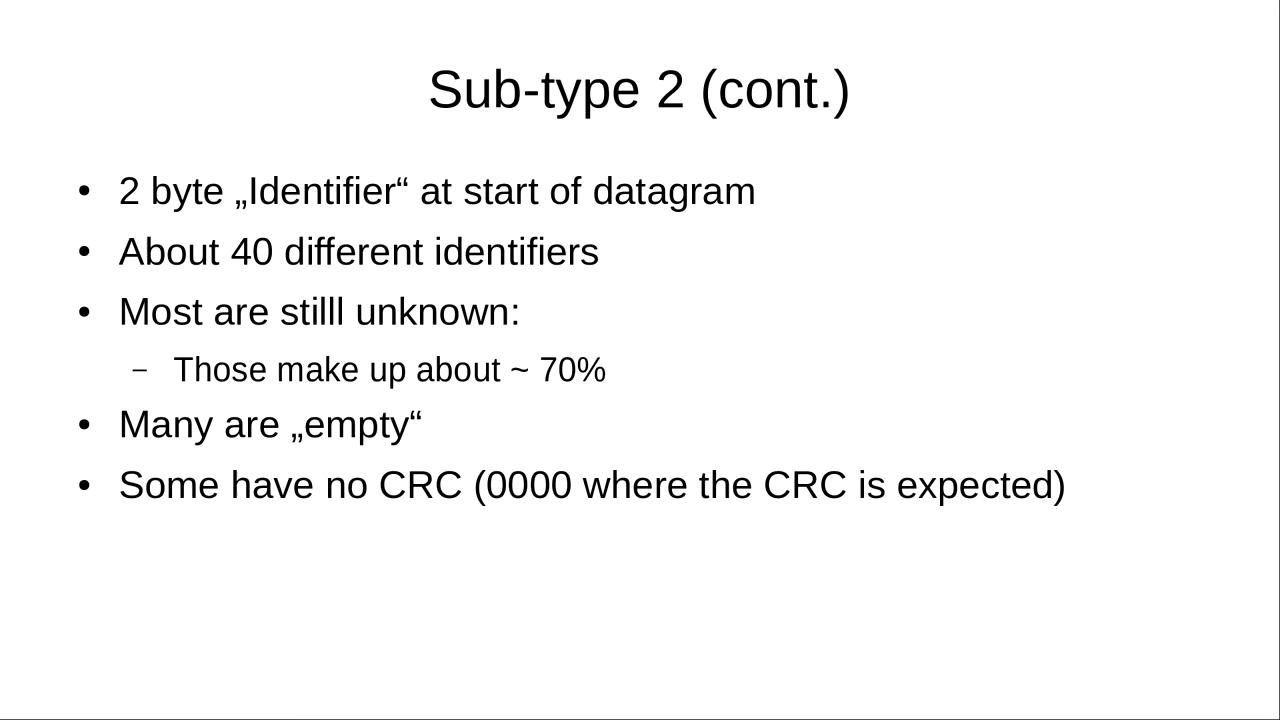 Sub-type 2 (cont.)
• 2 byte „Identifier“ at start of datagram
• About 40 different identifiers
• Most are stilll unknown:
– Those make up about ~ 70%
• Many are „empty“
• Some have no CRC (0000 where the CRC is expected)